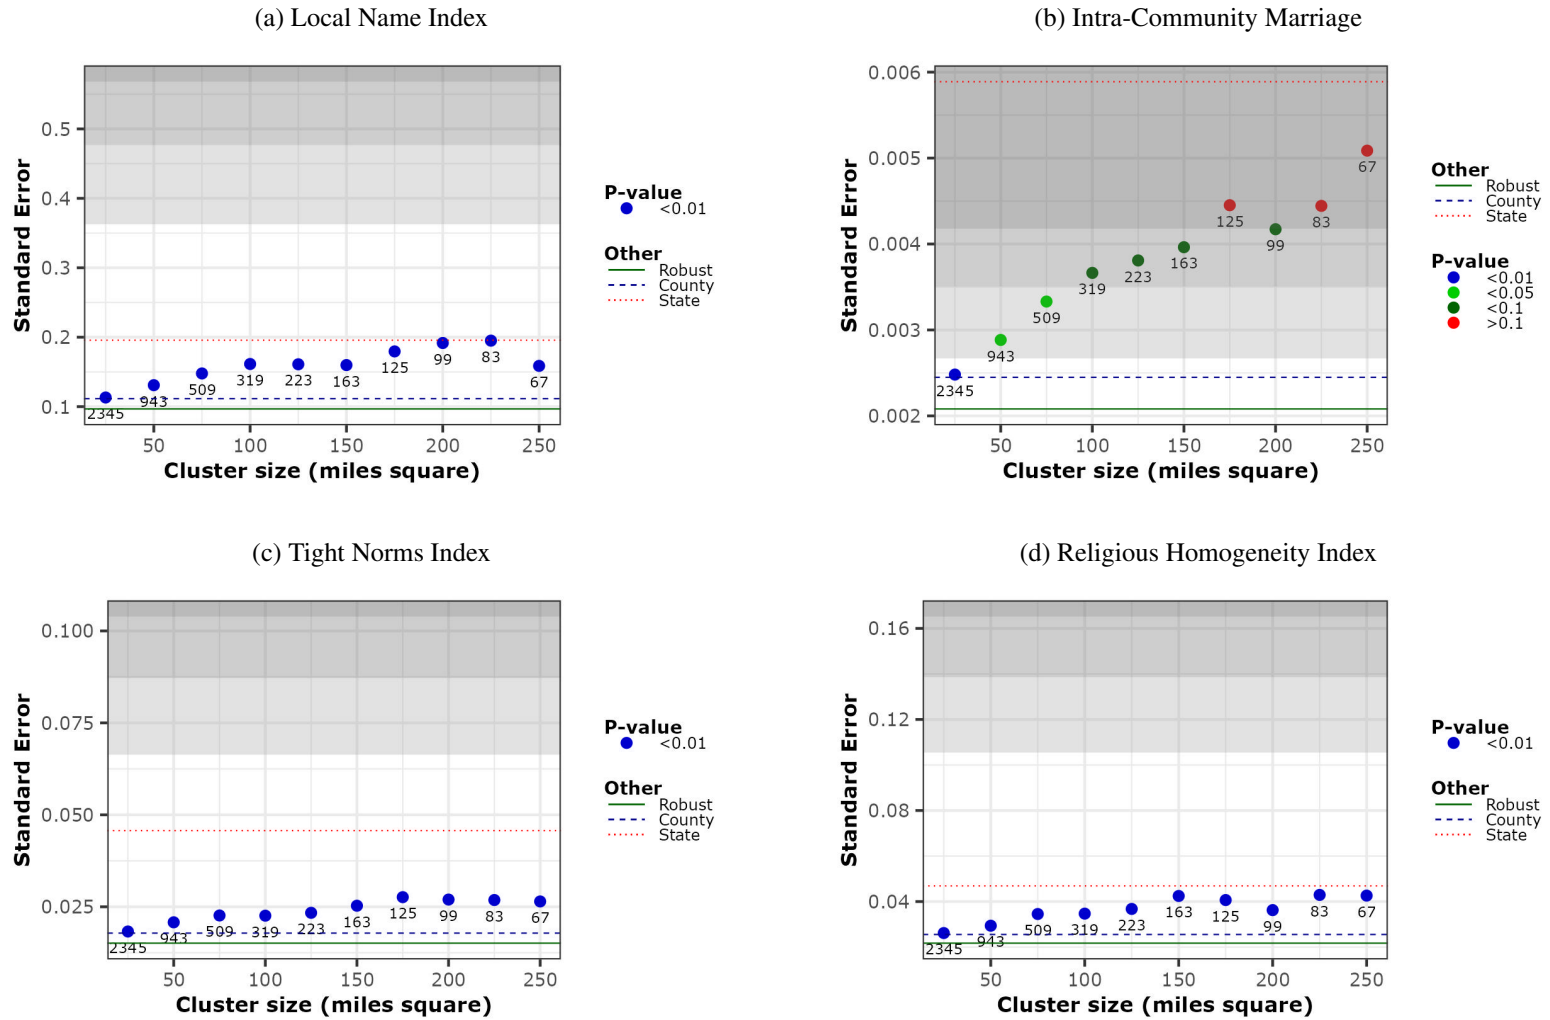 (a) Local Name Index
Standard Error
0.5
0.4
0.3
0.2
0.1
2345
943
509
319
223
163
125
99
83
67
50
100
150
200
250
Cluster size (miles square)
P-value
<0.01
Other
Robust
County
State
(b) Intra-Community Marriage
Standard Error
0.006
0.005
0.004
0.003
0.002
2345
943
509
319
223
163
125
99
83
67
50
100
150
200
250
Cluster size (miles square)
Other
Robust
County
State
P-value
<0.01
<0.05
<0.1
>0.1
(c) Tight Norms Index
Standard Error
0.100
0.075
0.050
0.025
2345
943
509
319
223
163
125
99
83
67
50
100
150
200
250
Cluster size (miles square)
P-value
<0.01
Other
Robust
County
State
(d) Religious Homogeneity Index
Standard Error
0.16
0.12
0.08
0.04
2345
943
509
319
223
163
125
99
83
67
50
100
150
200
250
Cluster size (miles square)
P-value
<0.01
Other
Robust
County
State